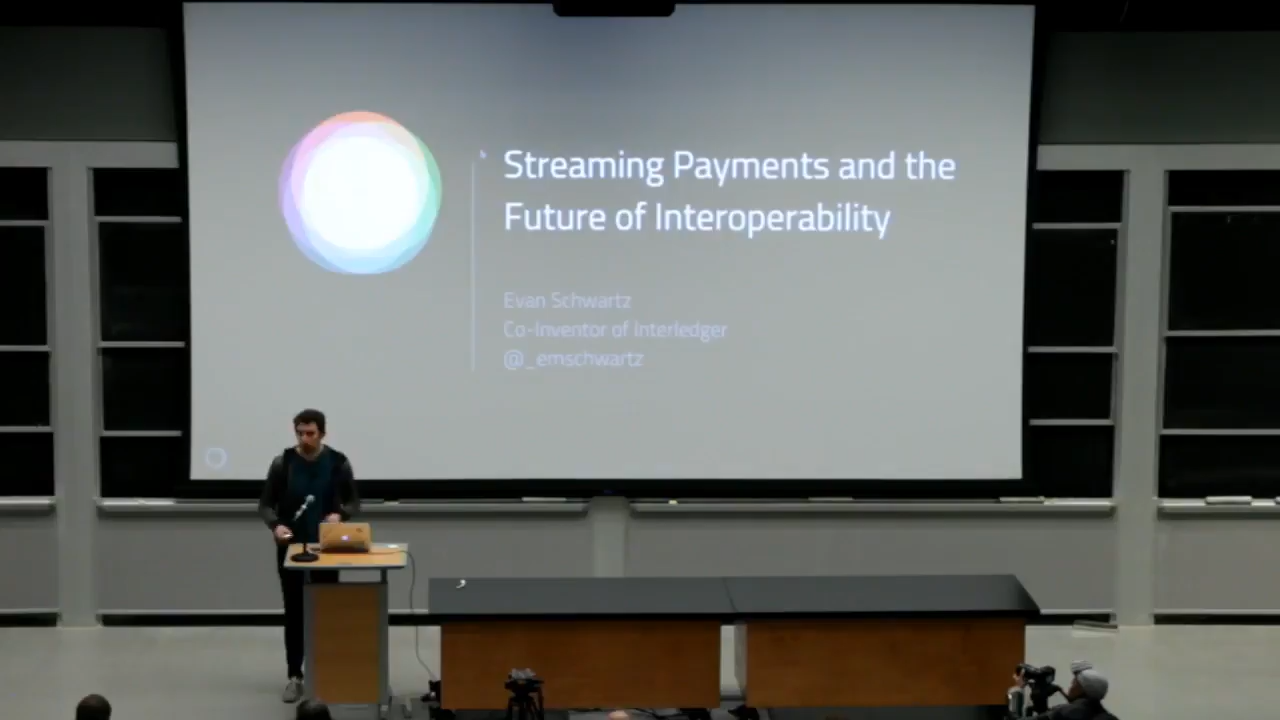 Streaming Payments and the
Future of Interoperability
Evan Schwartz
Co-Inventor of Interledger
@_emschwartz